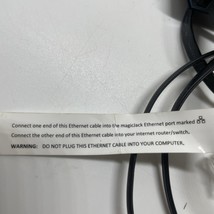 Connect one end of this Ethernet cable into the magicJack Ethernet port marked
Connect the other end of this Ethernet cable into your internet router/switch.
WARNING: DO NOT PLUG THIS ETHERNET CABLE INTO YOUR COMPUTER.